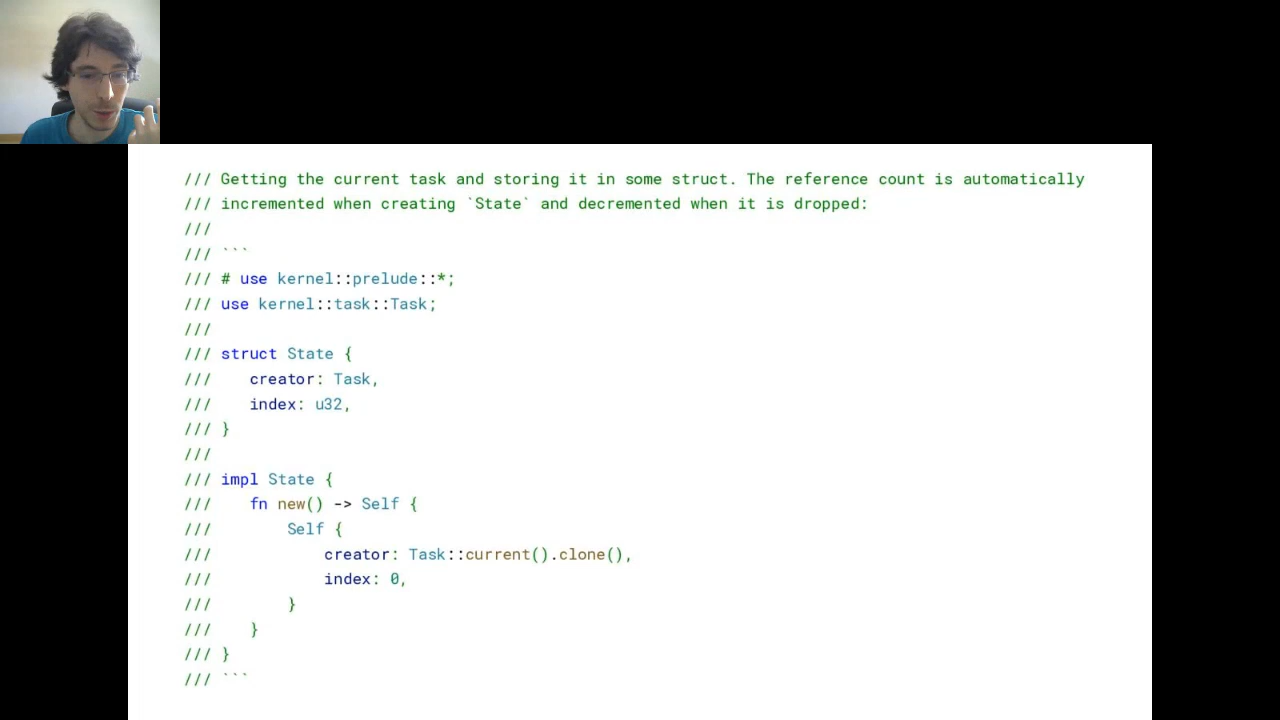 /// Getting the current task and storing it in some struct. The reference count is automatically
/// incremented when creating `State` and decremented when it is dropped:
///
/// ```
/// # use kernel::prelude::*;
/// use kernel::task::Task;
///
/// struct State {
///    creator: Task,
///    index: u32,
/// }
///
/// impl State {
///    fn new() -> Self {
///        Self {
///            creator: Task::current().clone(),
///            index: 0,
///        }
///    }
/// }
/// ```